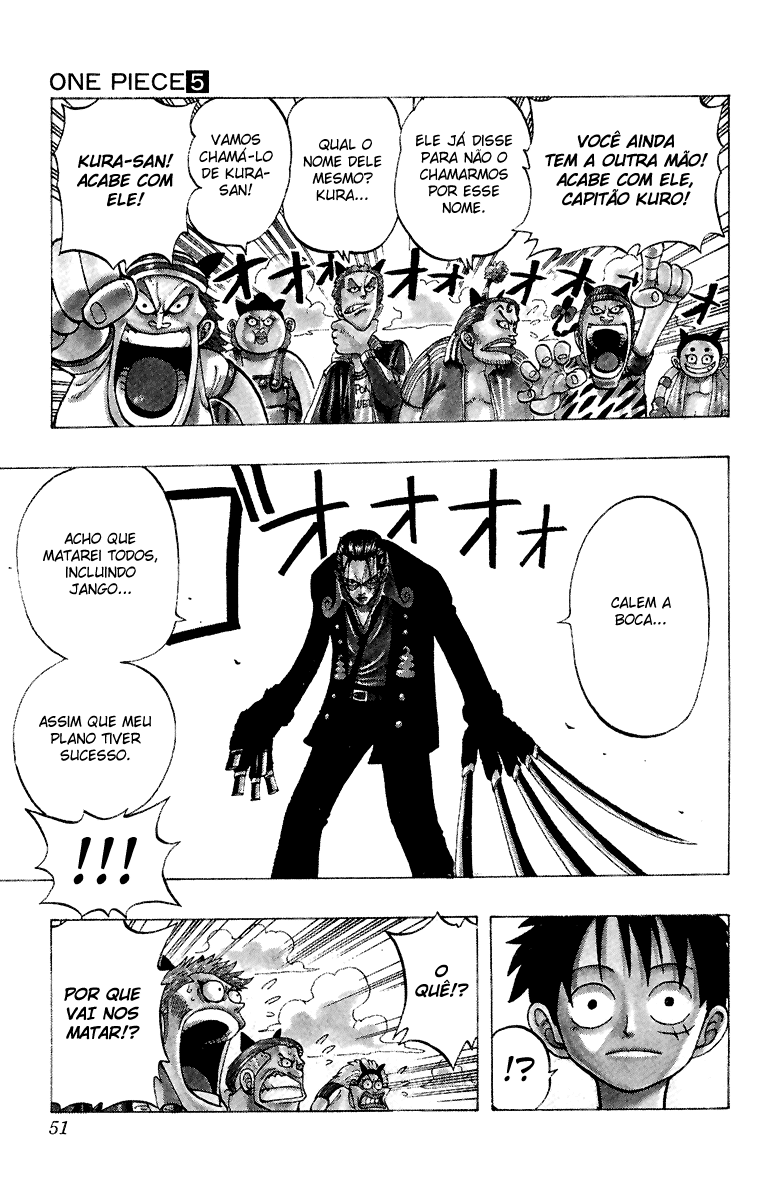 ONE PIECE 5
VOCÊ AINDA
TEM A OUTRA MÃO!
ACABE COM ELE,
CAPITÃO KURO!
ELE JÁ DISSE
PARA NÃO O
CHAMARMOS
POR ESSE
NOME.
QUAL O
NOME DELE
MESMO?
KURA...
VAMOS
CHAMÁ-LO
DE KURA-
SAN!
KURA-SAN!
ACABE COM
ELE!
オオオオオオオ
CALEM A
BOCA...
オオオオ
ACHO QUE
MATAREI TODOS,
INCLUINDO
JANGO...
ASSIM QUE MEU
PLANO TIVER
SUCESSO.
!!!
!?
O
QUÊ!?
POR QUE
VAI NOS
MATAR!?
51